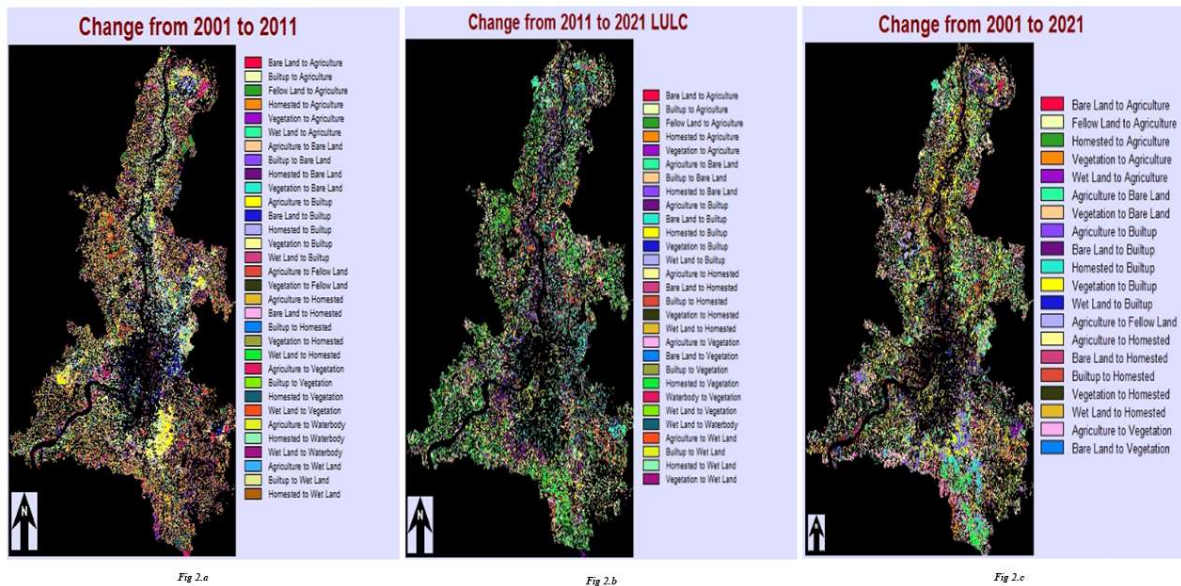 Change from 2001 to 2011
Bare Land to Agriculture
Builtup to Agriculture
Fellow Land to Agriculture
Homested to Agriculture
Vegetation to Agriculture
Wet Land to Agriculture
Agriculture to Bare Land
Builtup to Bare Land
Homested to Bare Land
Vegetation to Bare Land
Agriculture to Builtup
Bare Land to Builtup
Homested to Builtup
Vegetation to Builtup
Wet Land to Builtup
Agriculture to Fellow Land
Vegetation to Fellow Land
Agriculture to Homested
Bare Land to Homested
Builtup to Homested
Vegetation to Homested
Wet Land to Homested
Agriculture to Vegetation
Builtup to Vegetation
Homested to Vegetation
Wet Land to Vegetation
Agriculture to Waterbody
Homested to Waterbody
Wet Land to Waterbody
Agriculture to Wet Land
Builtup to Wet Land
Homested to Wet Land
N
Fig 2.a
Change from 2011 to 2021 LULC
Bare Land to Agriculture
Builtup to Agriculture
Fellow Land to Agriculture
Homested to Agriculture
Vegetation to Agriculture
Agriculture to Bare Land
Builtup to Bare Land
Homested to Bare Land
Agriculture to Builtup
Bare Land to Builtup
Homested to Builtup
Vegetation to Builtup
Wet Land to Builtup
Agriculture to Homested
Bare Land to Homested
Builtup to Homested
Vegetation to Homested
Wet Land to Homested
Agriculture to Vegetation
Bare Land to Vegetation
Builtup to Vegetation
Homested to Vegetation
Waterbody to Vegetation
Wet Land to Vegetation
Wet Land to Waterbody
Agriculture to Wet Land
Builtup to Wet Land
Homested to Wet Land
Vegetation to Wet Land
N
Fig 2.b
Change from 2001 to 2021
Bare Land to Agriculture
Fellow Land to Agriculture
Homested to Agriculture
Vegetation to Agriculture
Wet Land to Agriculture
Agriculture to Bare Land
Vegetation to Bare Land
Agriculture to Builtup
Bare Land to Builtup
Homested to Builtup
Vegetation to Builtup
Wet Land to Builtup
Agriculture to Fellow Land
Agriculture to Homested
Bare Land to Homested
Builtup to Homested
Vegetation to Homested
Wet Land to Homested
Agriculture to Vegetation
Bare Land to Vegetation
N
Fig 2.c